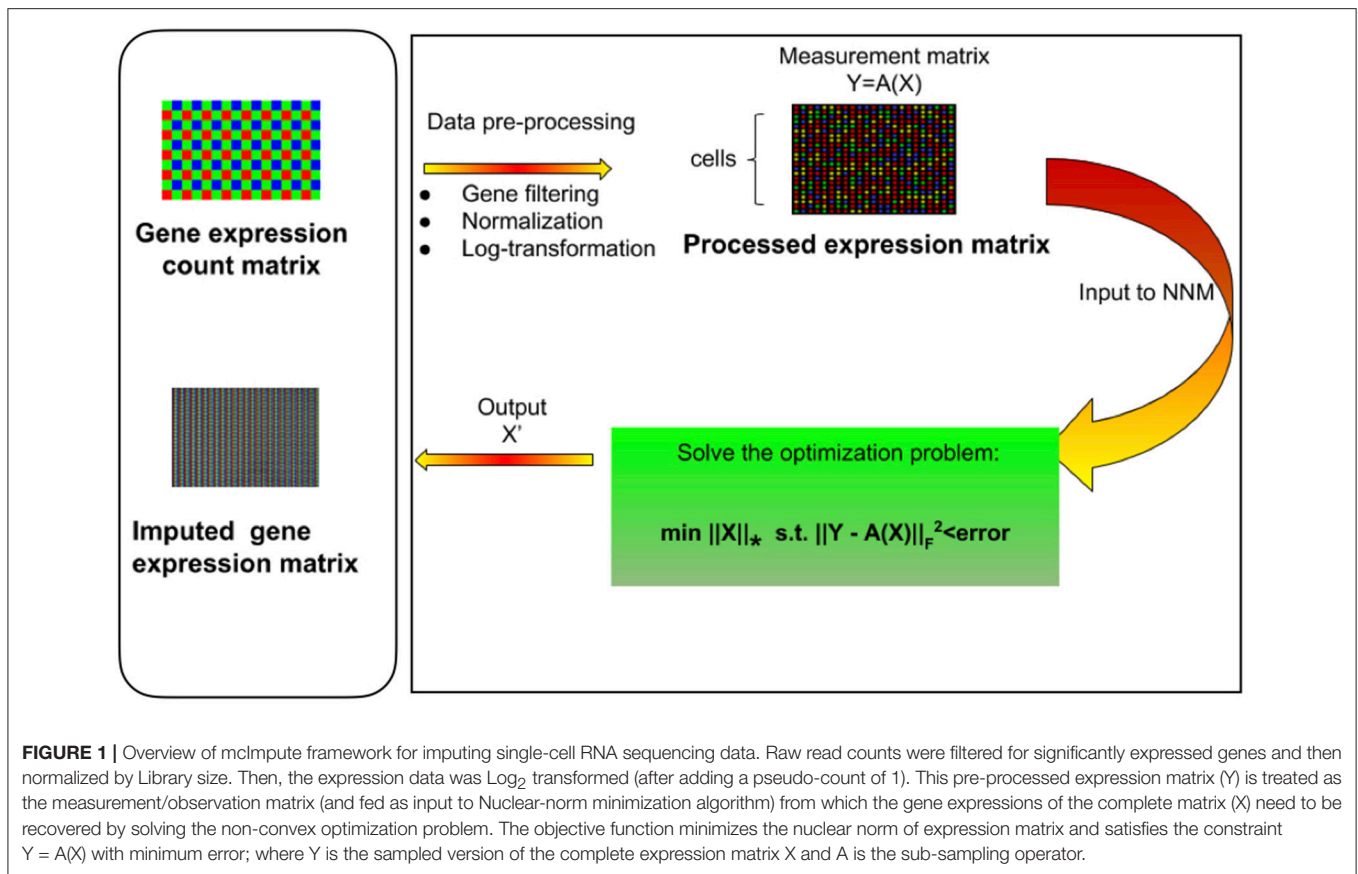 Gene expression
count matrix
Data pre-processing
● Gene filtering
● Normalization
● Log-transformation
Measurement matrix
Y=A(X)
cells
Processed expression matrix
Input to NNM
Solve the optimization problem:
min ||X||* s.t. ||Y - A(X)||F²<error
Output
X'
Imputed gene
expression matrix
FIGURE 1 | Overview of mcImpute framework for imputing single-cell RNA sequencing data. Raw read counts were filtered for significantly expressed genes and then
normalized by Library size. Then, the expression data was Log₂ transformed (after adding a pseudo-count of 1). This pre-processed expression matrix (Y) is treated as
the measurement/observation matrix (and fed as input to Nuclear-norm minimization algorithm) from which the gene expressions of the complete matrix (X) need to be
recovered by solving the non-convex optimization problem. The objective function minimizes the nuclear norm of expression matrix and satisfies the constraint
Y = A(X) with minimum error; where Y is the sampled version of the complete expression matrix X and A is the sub-sampling operator.